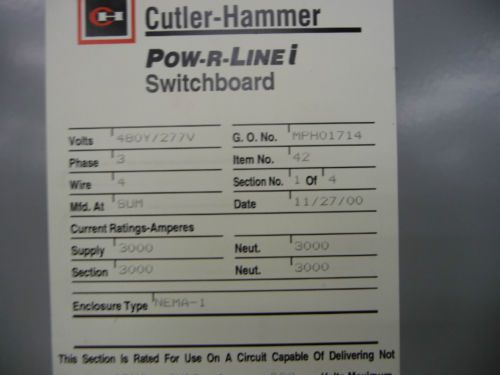 Cutler-Hammer
POW-R-LINE i
Switchboard
Volts 480Y/277V G. O. No. MPH01714
Phase 3 Item No. 42
Wire 4 Section No. 1 Of 4
Mfd. At SUM Date 11/27/00
Current Ratings-Amperes
Supply 3000 Neut. 3000
Section 3000 Neut. 3000
Enclosure Type NEMA-1
This Section Is Rated For Use On A Circuit Capable Of Delivering Not
Volts Maximum